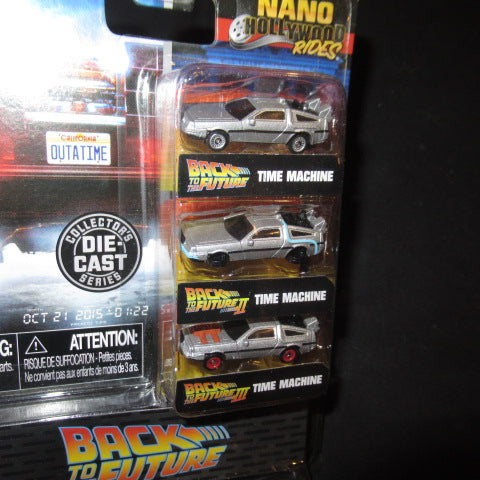 NANO
HOLLYWOOD
RIDES
CALIFORNIA
OUTATIME
COLLECTOR'S
DIE-
CAST
SERIES
OCT 21 2015 01:22
BACK
TO THE
FUTURE
TIME MACHINE
BACK
TO THE
FUTURE II
TIME MACHINE
BACK
TO THE
FUTURE III
TIME MACHINE
G:
arts.
ATTENTION:
RISQUE DE SUFFOCATION - Petites pièces.
Ne convient pas aux enfants de moins de 3 ans.
BACK
TO THE
FUTURE